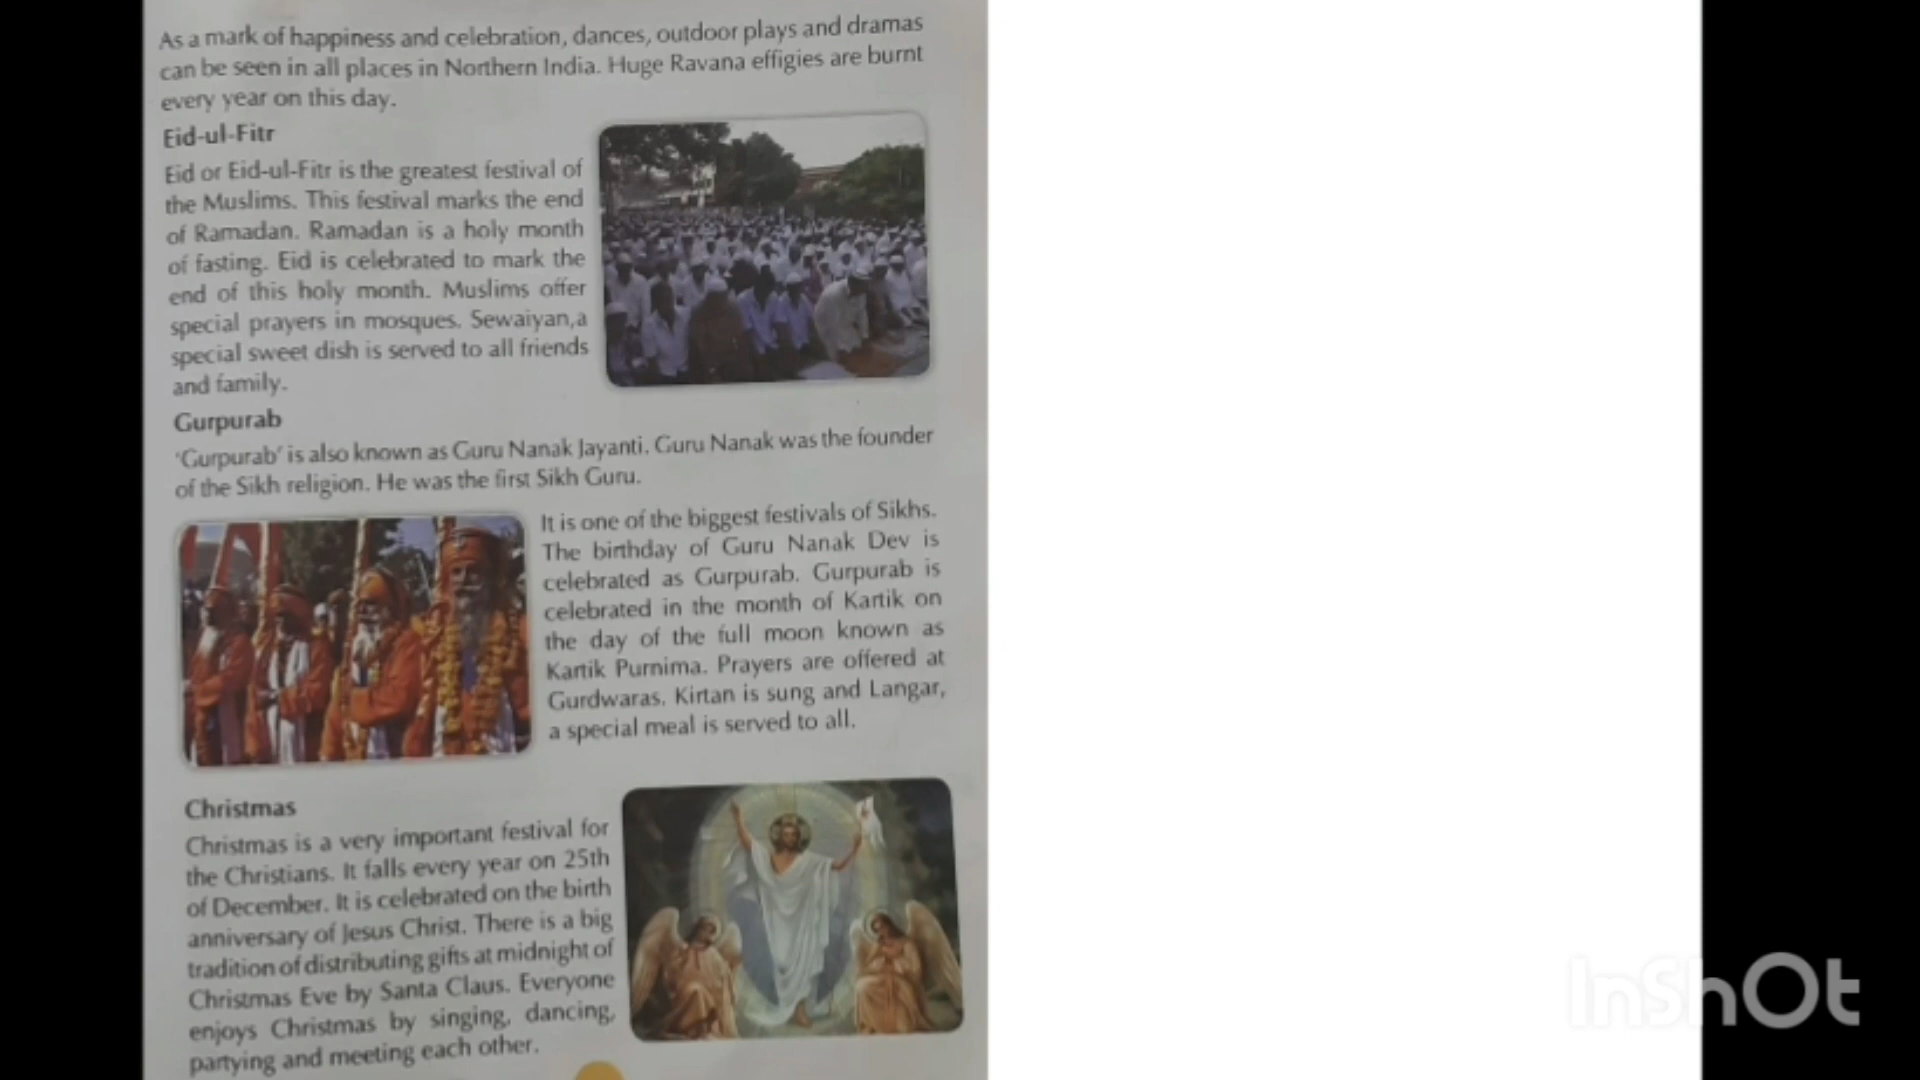 As a mark of happiness and celebration, dances, outdoor plays and dramas
can be seen in all places in Northern India. Huge Ravana effigies are burnt
every year on this day.
Eid-ul-Fitr
Eid or Eid-ul-Fitr is the greatest festival of
the Muslims. This festival marks the end
of Ramadan. Ramadan is a holy month
of fasting. Eid is celebrated to mark the
end of this holy month. Muslims offer
special prayers in mosques. Sewaiyan,a
special sweet dish is served to all friends
and family.
Gurpurab
'Gurpurab' is also known as Guru Nanak Jayanti. Guru Nanak was the founder
of the Sikh religion. He was the first Sikh Guru.
It is one of the biggest festivals of Sikhs.
The birthday of Guru Nanak Dev is
celebrated as Gurpurab. Gurpurab is
celebrated in the month of Kartik on
the day of the full moon known as
Kartik Purnima. Prayers are offered at
Gurdwaras. Kirtan is sung and Langar,
a special meal is served to all.
Christmas
Christmas is a very important festival for
the Christians. It falls every year on 25th
of December. It is celebrated on the birth
anniversary of Jesus Christ. There is a big
tradition of distributing gifts at midnight of
Christmas Eve by Santa Claus. Everyone
enjoys Christmas by singing, dancing,
partying and meeting each other.
InShOt